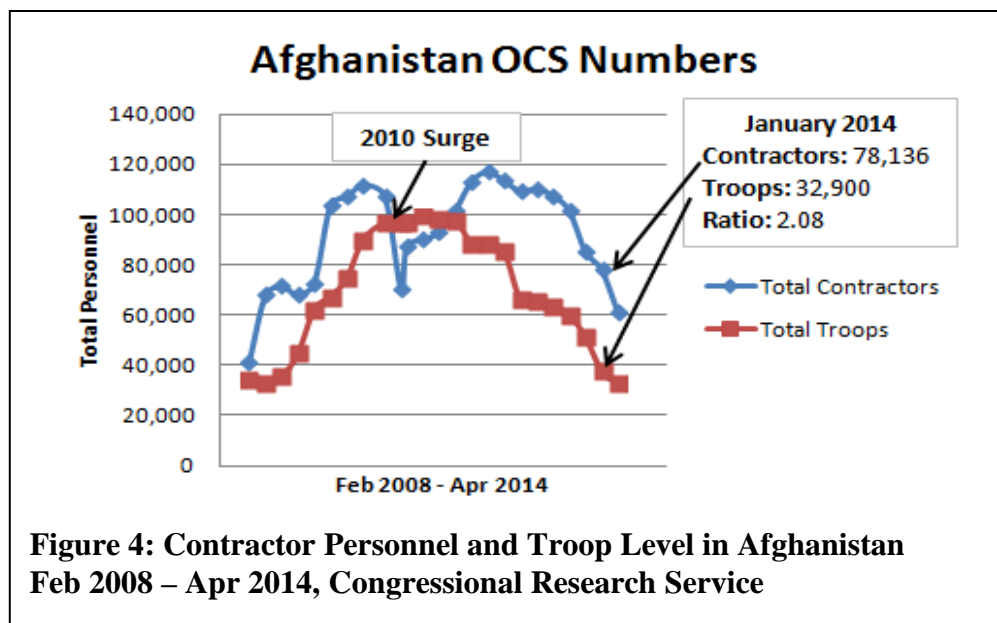 Afghanistan OCS Numbers
140,000
120,000
100,000
80,000
60,000
40,000
20,000
0
Total Personnel
2010 Surge
January 2014
Contractors: 78,136
Troops: 32,900
Ratio: 2.08
Total Contractors
Total Troops
Feb 2008 - Apr 2014
Figure 4: Contractor Personnel and Troop Level in Afghanistan
Feb 2008 – Apr 2014, Congressional Research Service